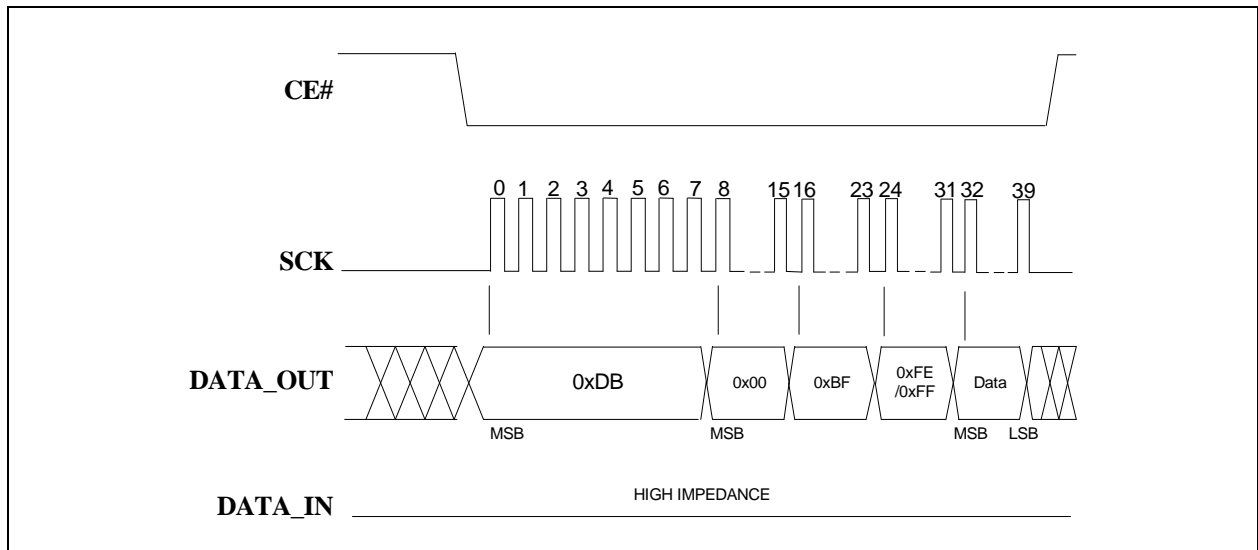 CE#
0 1 2 3 4 5 6 7 8 15 16 23 24 31 32 39
SCK
DATA_OUT
0xDB
0x00
0xBF
0xFE
/0xFF
Data
MSB MSB MSB LSB
HIGH IMPEDANCE
DATA_IN